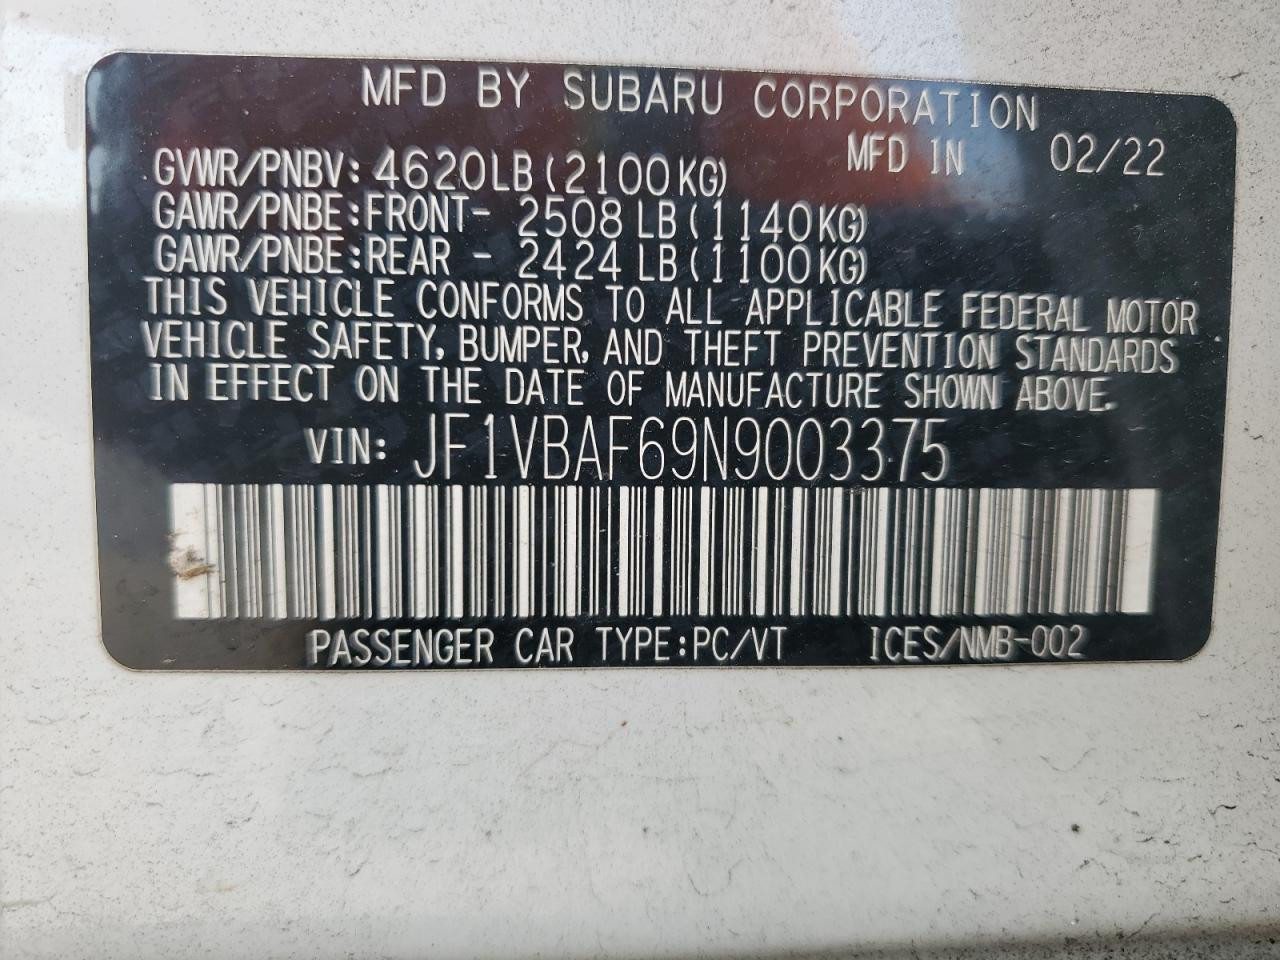 MFD BY SUBARU CORPORATION
MFD IN 02/22
GVWR/PNBV: 4620LB (2100KG)
GAWR/PNBE:FRONT- 2508 LB (1140KG)
GAWR/PNBE:REAR - 2424 LB (1100KG)
THIS VEHICLE CONFORMS TO ALL APPLICABLE FEDERAL MOTOR
VEHICLE SAFETY, BUMPER, AND THEFT PREVENTION STANDARDS
IN EFFECT ON THE DATE OF MANUFACTURE SHOWN ABOVE.
VIN: JF1VBAF69N9003375
PASSENGER CAR TYPE:PC/VT ICES/NMB-002